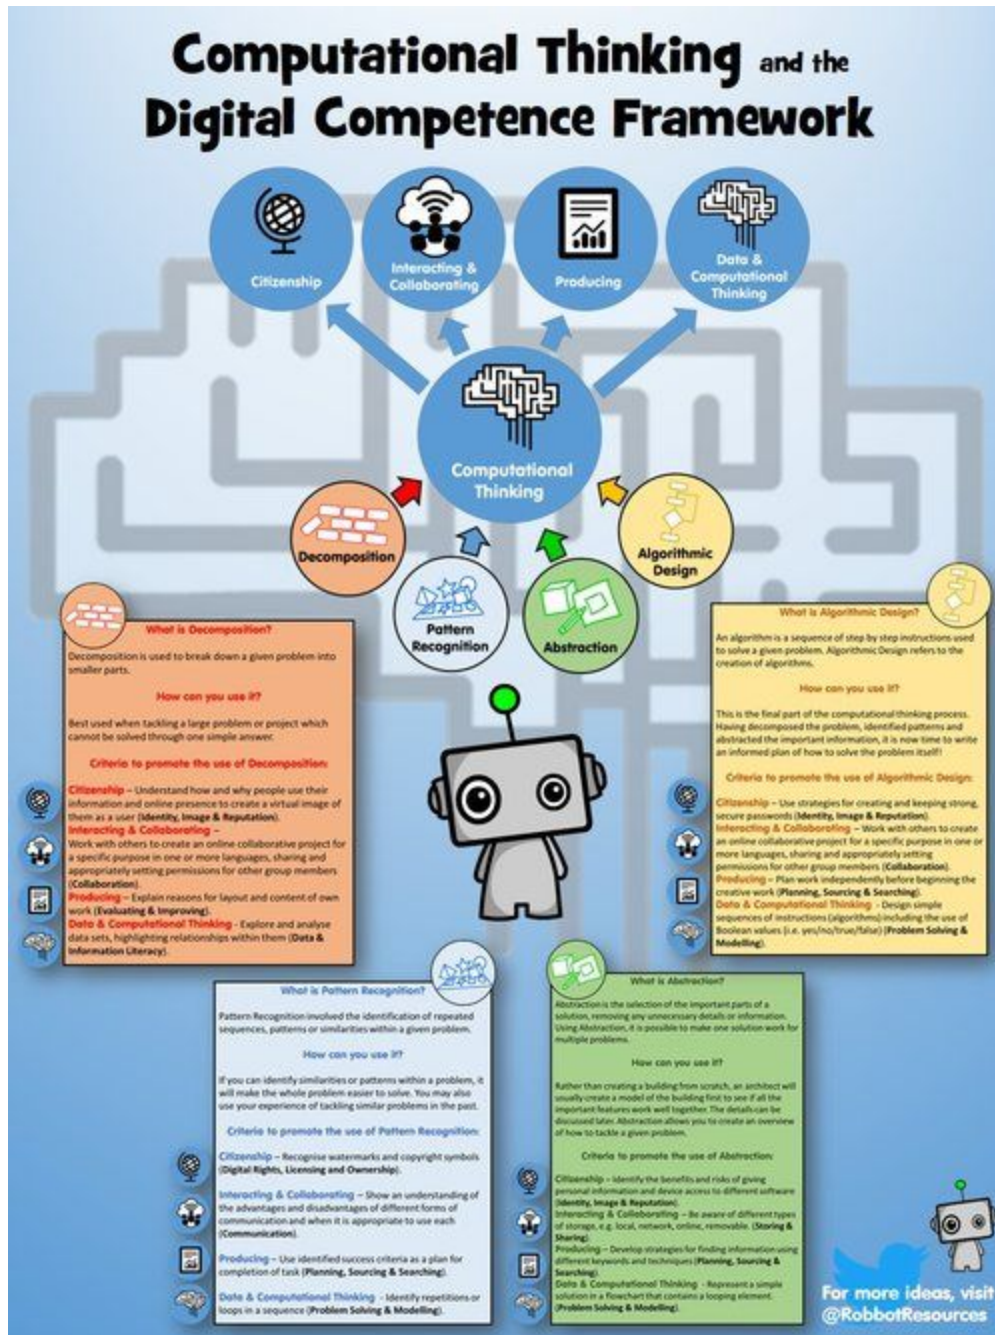 Computational Thinking and the
Digital Competence Framework
Citizenship
Interacting &
Collaborating
Producing
Data &
Computational
Thinking
Computational
Thinking
Decomposition
Pattern
Recognition
Abstraction
Algorithmic
Design
What is Decomposition?
Decomposition is used to break down a given problem into
smaller parts.
How can you use it?
Best used when tackling a large problem or project which
cannot be solved through one simple answer.
Criteria to promote the use of Decomposition:
Citizenship – Understand how and why people use their
information and online presence to create a virtual image of
them as a user (Identity, Image & Reputation).
Interacting & Collaborating –
Work with others to create an online collaborative project for
a specific purpose in one or more languages, sharing and
appropriately setting permissions for other group members
(Collaboration).
Producing – Explain reasons for layout and content of own
work (Evaluating & Improving).
Data & Computational Thinking - Explore and analyse
data sets, highlighting relationships within them (Data &
Information Literacy).
What is Algorithmic Design?
An algorithm is a sequence of step by step instructions used
to solve a given problem. Algorithmic Design refers to the
creation of algorithms.
How can you use it?
This is the final part of the computational thinking process.
Having decomposed the problem, identified patterns and
abstracted the important information, it is now time to write
an informed plan of how to solve the problem itself!
Criteria to promote the use of Algorithmic Design:
Citizenship – Use strategies for creating and keeping strong,
secure passwords (Identity, Image & Reputation).
Interacting & Collaborating – Work with others to create
an online collaborative project for a specific purpose in one or
more languages, sharing and appropriately setting
permissions for other group members (Collaboration).
Producing – Plan work independently before beginning the
creative work (Planning, Sourcing & Searching).
Data & Computational Thinking - Design simple
sequences of instructions (algorithms) including the use of
Boolean values (i.e. yes/no/true/false) (Problem Solving &
Modelling).
What is Pattern Recognition?
Pattern Recognition involved the identification of repeated
sequences, patterns or similarities within a given problem.
How can you use it?
If you can identify similarities or patterns within a problem, it
will make the whole problem easier to solve. You may also
use your experience of tackling similar problems in the past.
Criteria to promote the use of Pattern Recognition:
Citizenship – Recognise watermarks and copyright symbols
(Digital Rights, Licensing and Ownership).
Interacting & Collaborating – Show an understanding of
the advantages and disadvantages of different forms of
communication and when it is appropriate to use each
(Communication).
Producing – Use identified success criteria as a plan for
completion of task (Planning, Sourcing & Searching).
Data & Computational Thinking - Identify repetitions or
loops in a sequence (Problem Solving & Modelling).
What is Abstraction?
Abstraction is the selection of the important parts of a
solution, removing any unnecessary details or information.
Using Abstraction, it is possible to make one solution work for
multiple problems.
How can you use it?
Rather than creating a building from scratch, an architect will
usually create a model of the building first to see if all the
important features work well together. The details can be
discussed later. Abstraction allows you to create an overview
of how to tackle a given problem.
Criteria to promote the use of Abstraction:
Citizenship – Identify the benefits and risks of giving
personal information and device access to different software
(Identity, Image & Reputation).
Interacting & Collaborating – Be aware of different types
of storage, e.g. local, network, online, removable. (Storing &
Sharing).
Producing – Develop strategies for finding information using
different keywords and techniques (Planning, Sourcing &
Searching).
Data & Computational Thinking - Represent a simple
solution in a flowchart that contains a looping element.
(Problem Solving & Modelling).
For more ideas, visit
@RobbotResources